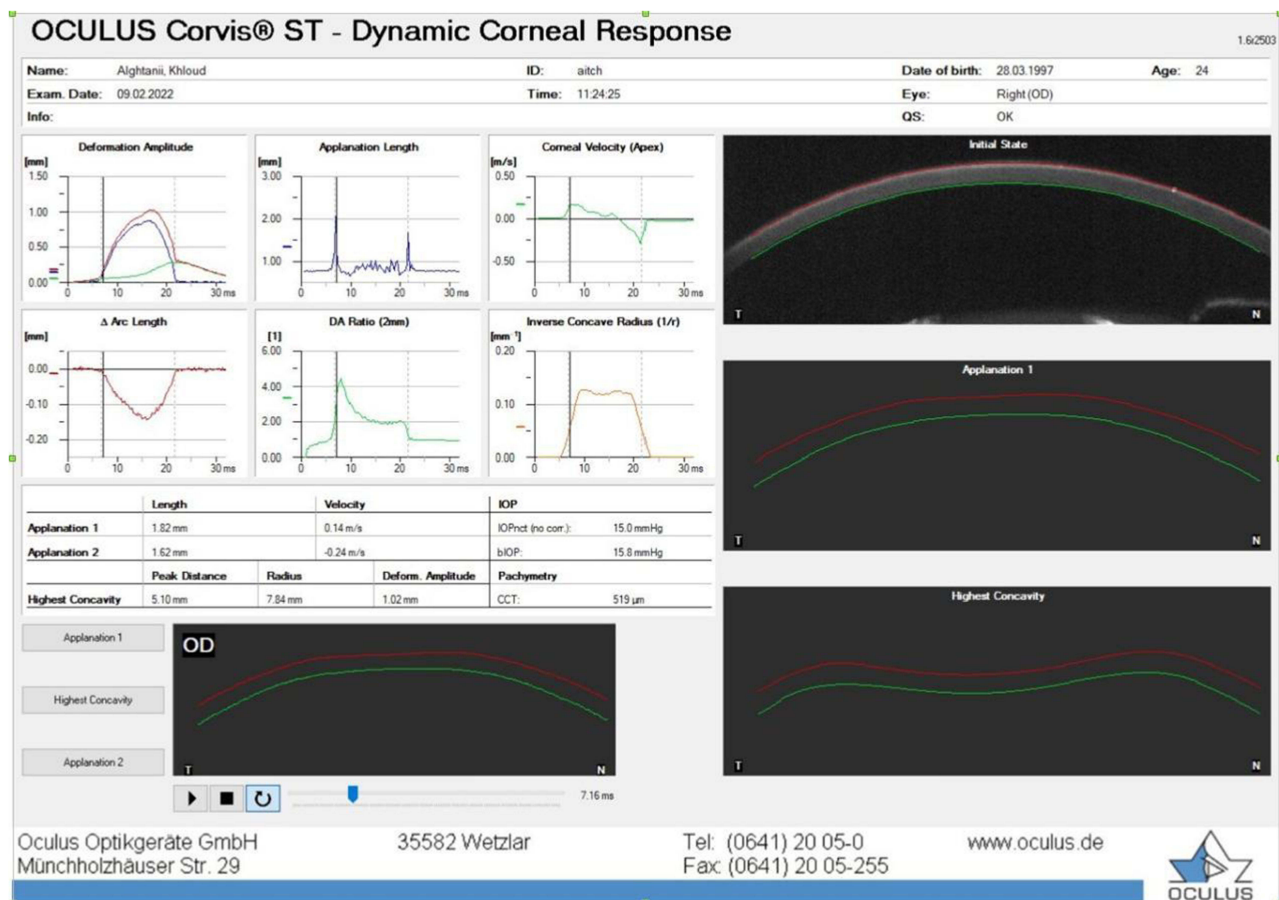 OCULUS Corvis® ST - Dynamic Corneal Response
1.6r2503
Name: Alghtanii, Khloud ID: aitch Date of birth: 28.03.1997 Age: 24
Exam. Date: 09.02.2022 Time: 11:24:25 Eye: Right (OD)
Info: QS: OK
Deformation Amplitude
[mm]
1.50
1.00
0.50
0.00
0 10 20 30 ms
Applanation Length
[mm]
3.00
2.00
1.00
0 10 20 30 ms
Corneal Velocity (Apex)
[m/s]
0.50
0.00
-0.50
0 10 20 30 ms
Initial State
T N
Δ Arc Length
[mm]
0.00
-0.10
-0.20
0 10 20 30 ms
DA Ratio (2mm)
[1]
6.00
4.00
2.00
0.00
0 10 20 30 ms
Inverse Concave Radius (1/r)
[mm⁻¹]
0.20
0.10
0.00
0 10 20 30 ms
Applanation 1
T N
Length Velocity IOP
Applanation 1 1.82 mm 0.14 m/s IOPnct (no corr.): 15.0 mmHg
Applanation 2 1.62 mm -0.24 m/s bIOP: 15.8 mmHg
Peak Distance Radius Deform. Amplitude Pachymetry
Highest Concavity 5.10 mm 7.84 mm 1.02 mm CCT: 519 µm
Highest Concavity
T N
Applanation 1
Highest Concavity
Applanation 2
OD
T N
7.16 ms
Oculus Optikgeräte GmbH 35582 Wetzlar Tel: (0641) 20 05-0 www.oculus.de
Münchholzhäuser Str. 29 Fax: (0641) 20 05-255
OCULUS